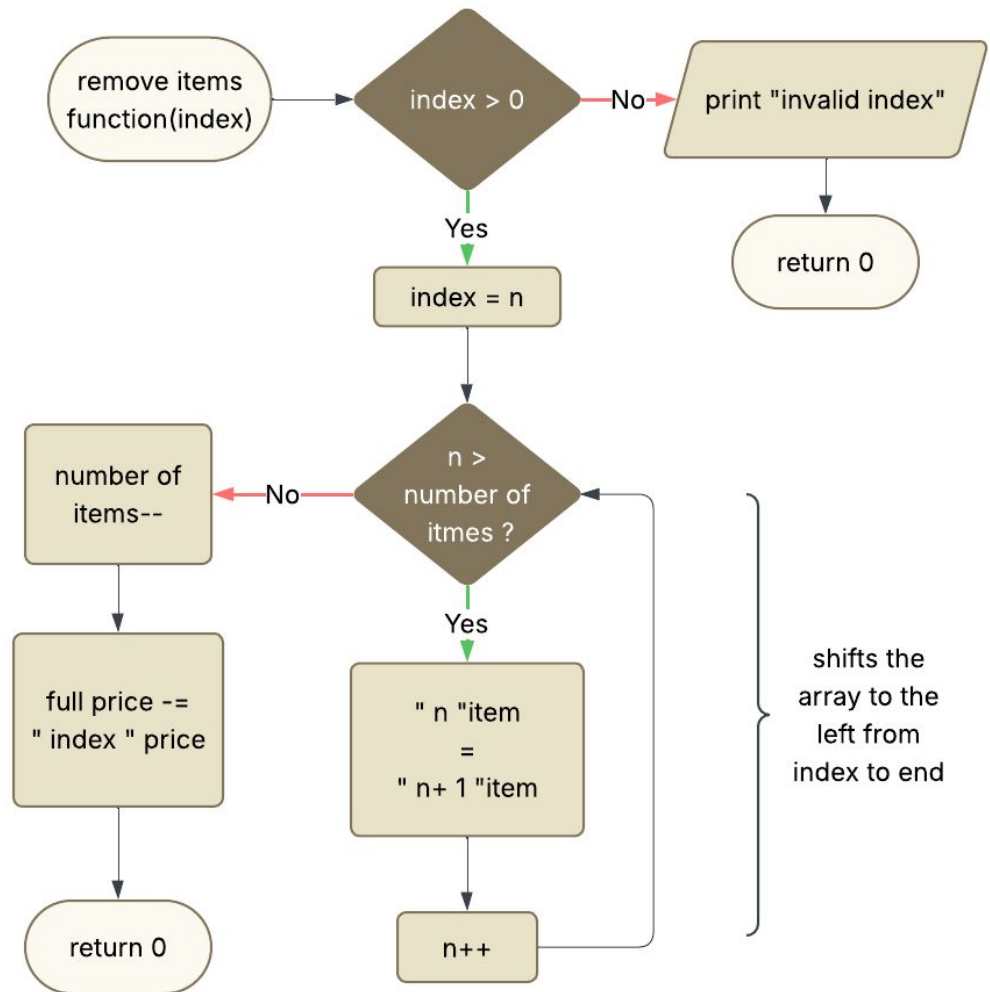 remove items
function(index)
index > 0
No
print "invalid index"
return 0
Yes
index = n
n >
number of
itmes ?
No
number of
items--
full price -=
" index " price
return 0
Yes
" n "item
=
" n+ 1 "item
n++
shifts the
array to the
left from
index to end